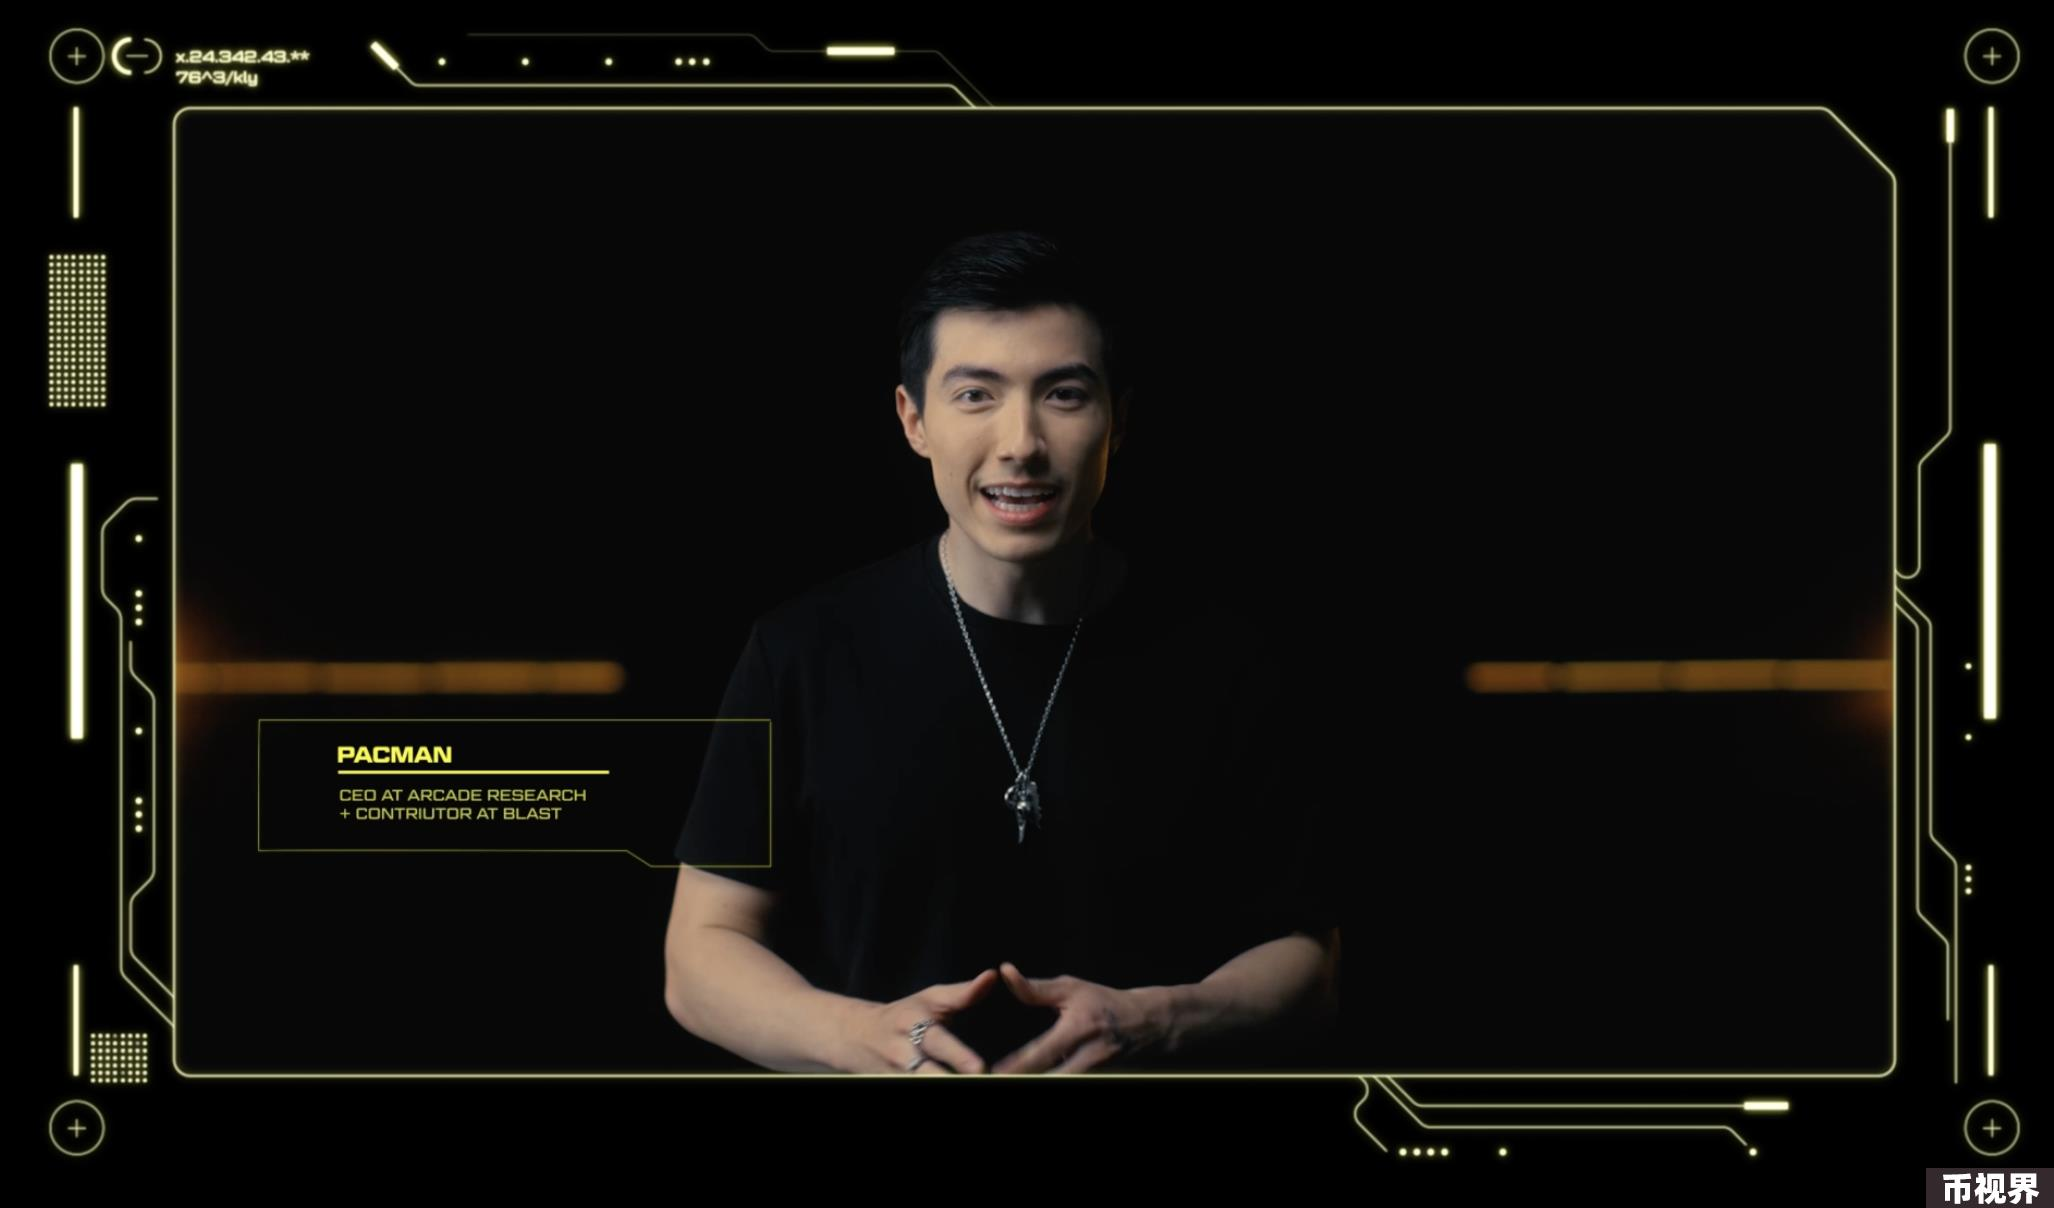 x.24.342.43.**
76^3/kly
PACMAN
CEO AT ARCADE RESEARCH
+ CONTRIUTOR AT BLAST
币视界